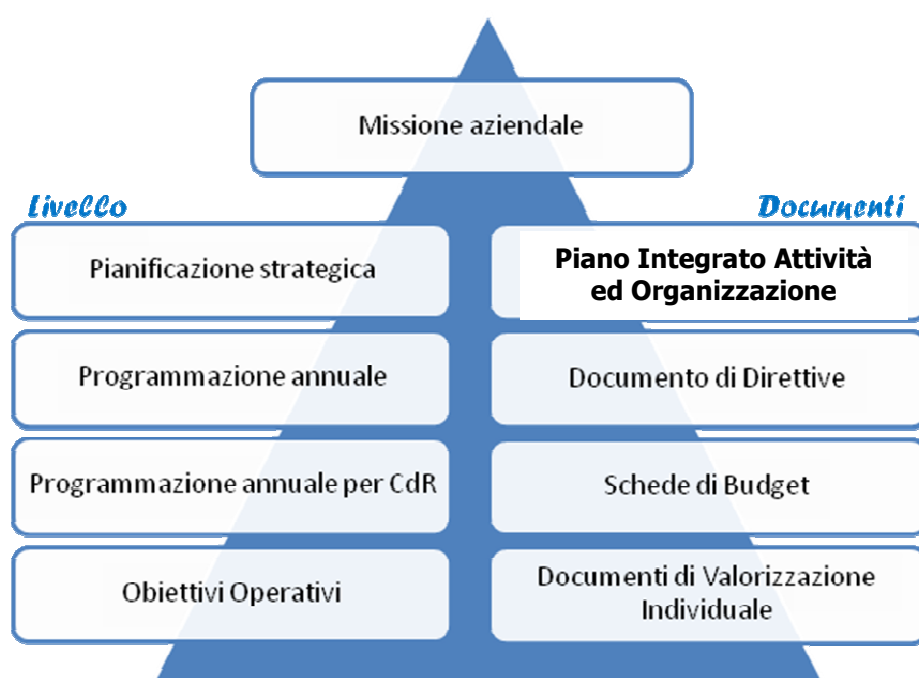 Missione aziendale
Livello
Documenti
Pianificazione strategica
Piano Integrato Attività
ed Organizzazione
Programmazione annuale
Documento di Direttive
Programmazione annuale per CdR
Schede di Budget
Obiettivi Operativi
Documenti di Valorizzazione
Individuale